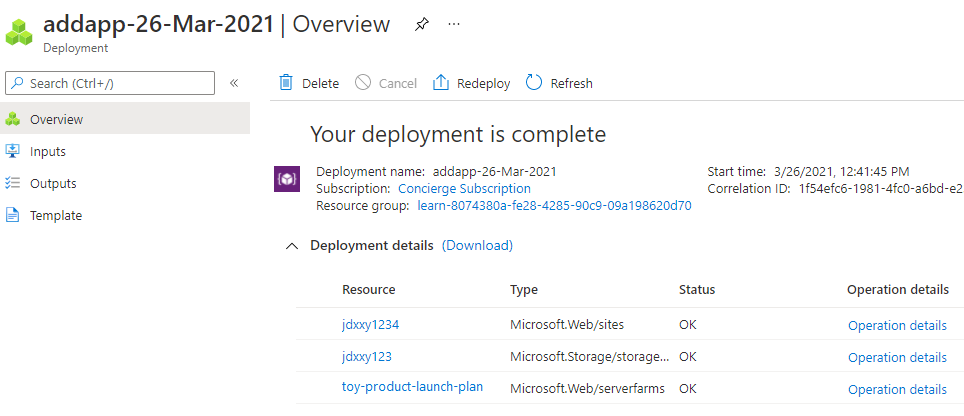 addapp-26-Mar-2021 | Overview
Deployment
Search (Ctrl+/)
Overview
Inputs
Outputs
Template
Delete Cancel Redeploy Refresh
Your deployment is complete
Deployment name: addapp-26-Mar-2021 Start time: 3/26/2021, 12:41:45 PM
Subscription: Concierge Subscription Correlation ID: 1f54efc6-1981-4fc0-a6bd-e2
Resource group: learn-8074380a-fe28-4285-90c9-09a198620d70
Deployment details (Download)
Resource Type Status Operation details
jdxxy1234 Microsoft.Web/sites OK Operation details
jdxxy123 Microsoft.Storage/storage... OK Operation details
toy-product-launch-plan Microsoft.Web/serverfarms OK Operation details